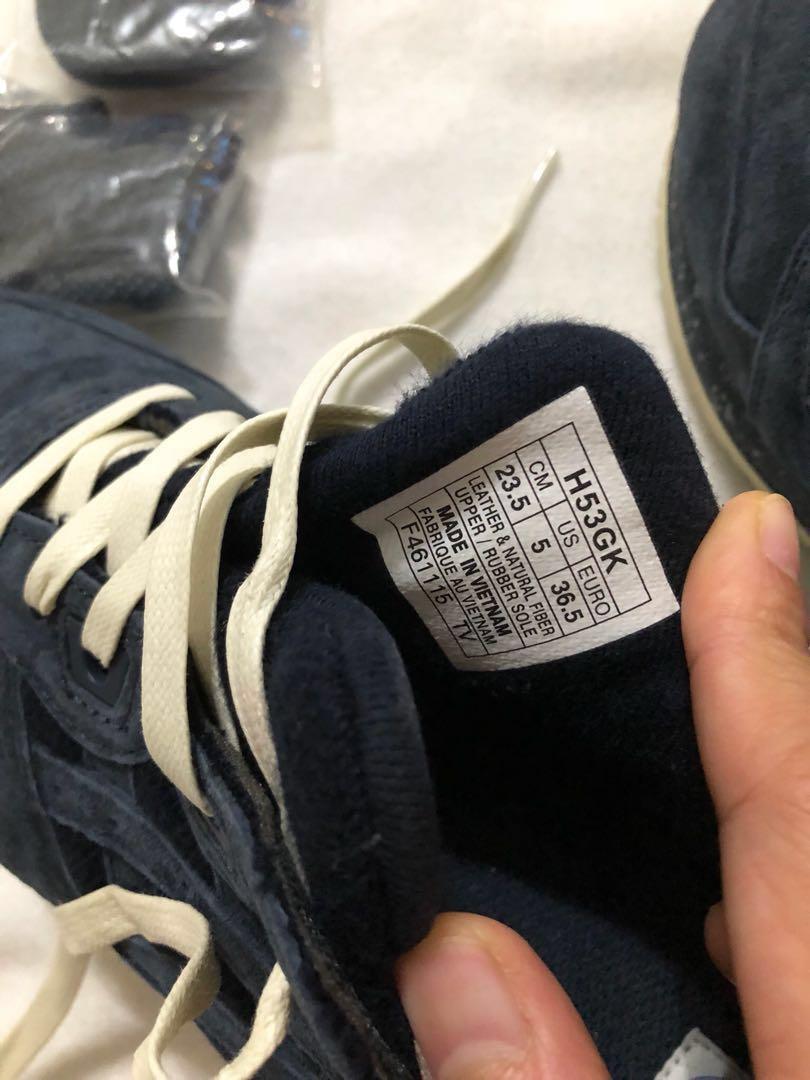 H53GK
CM US EURO
23.5 5 36.5
LEATHER & NATURAL FIBER
UPPER / RUBBER SOLE
MADE IN VIETNAM
FABRIQUE AU VIETNAM
F461115 TV